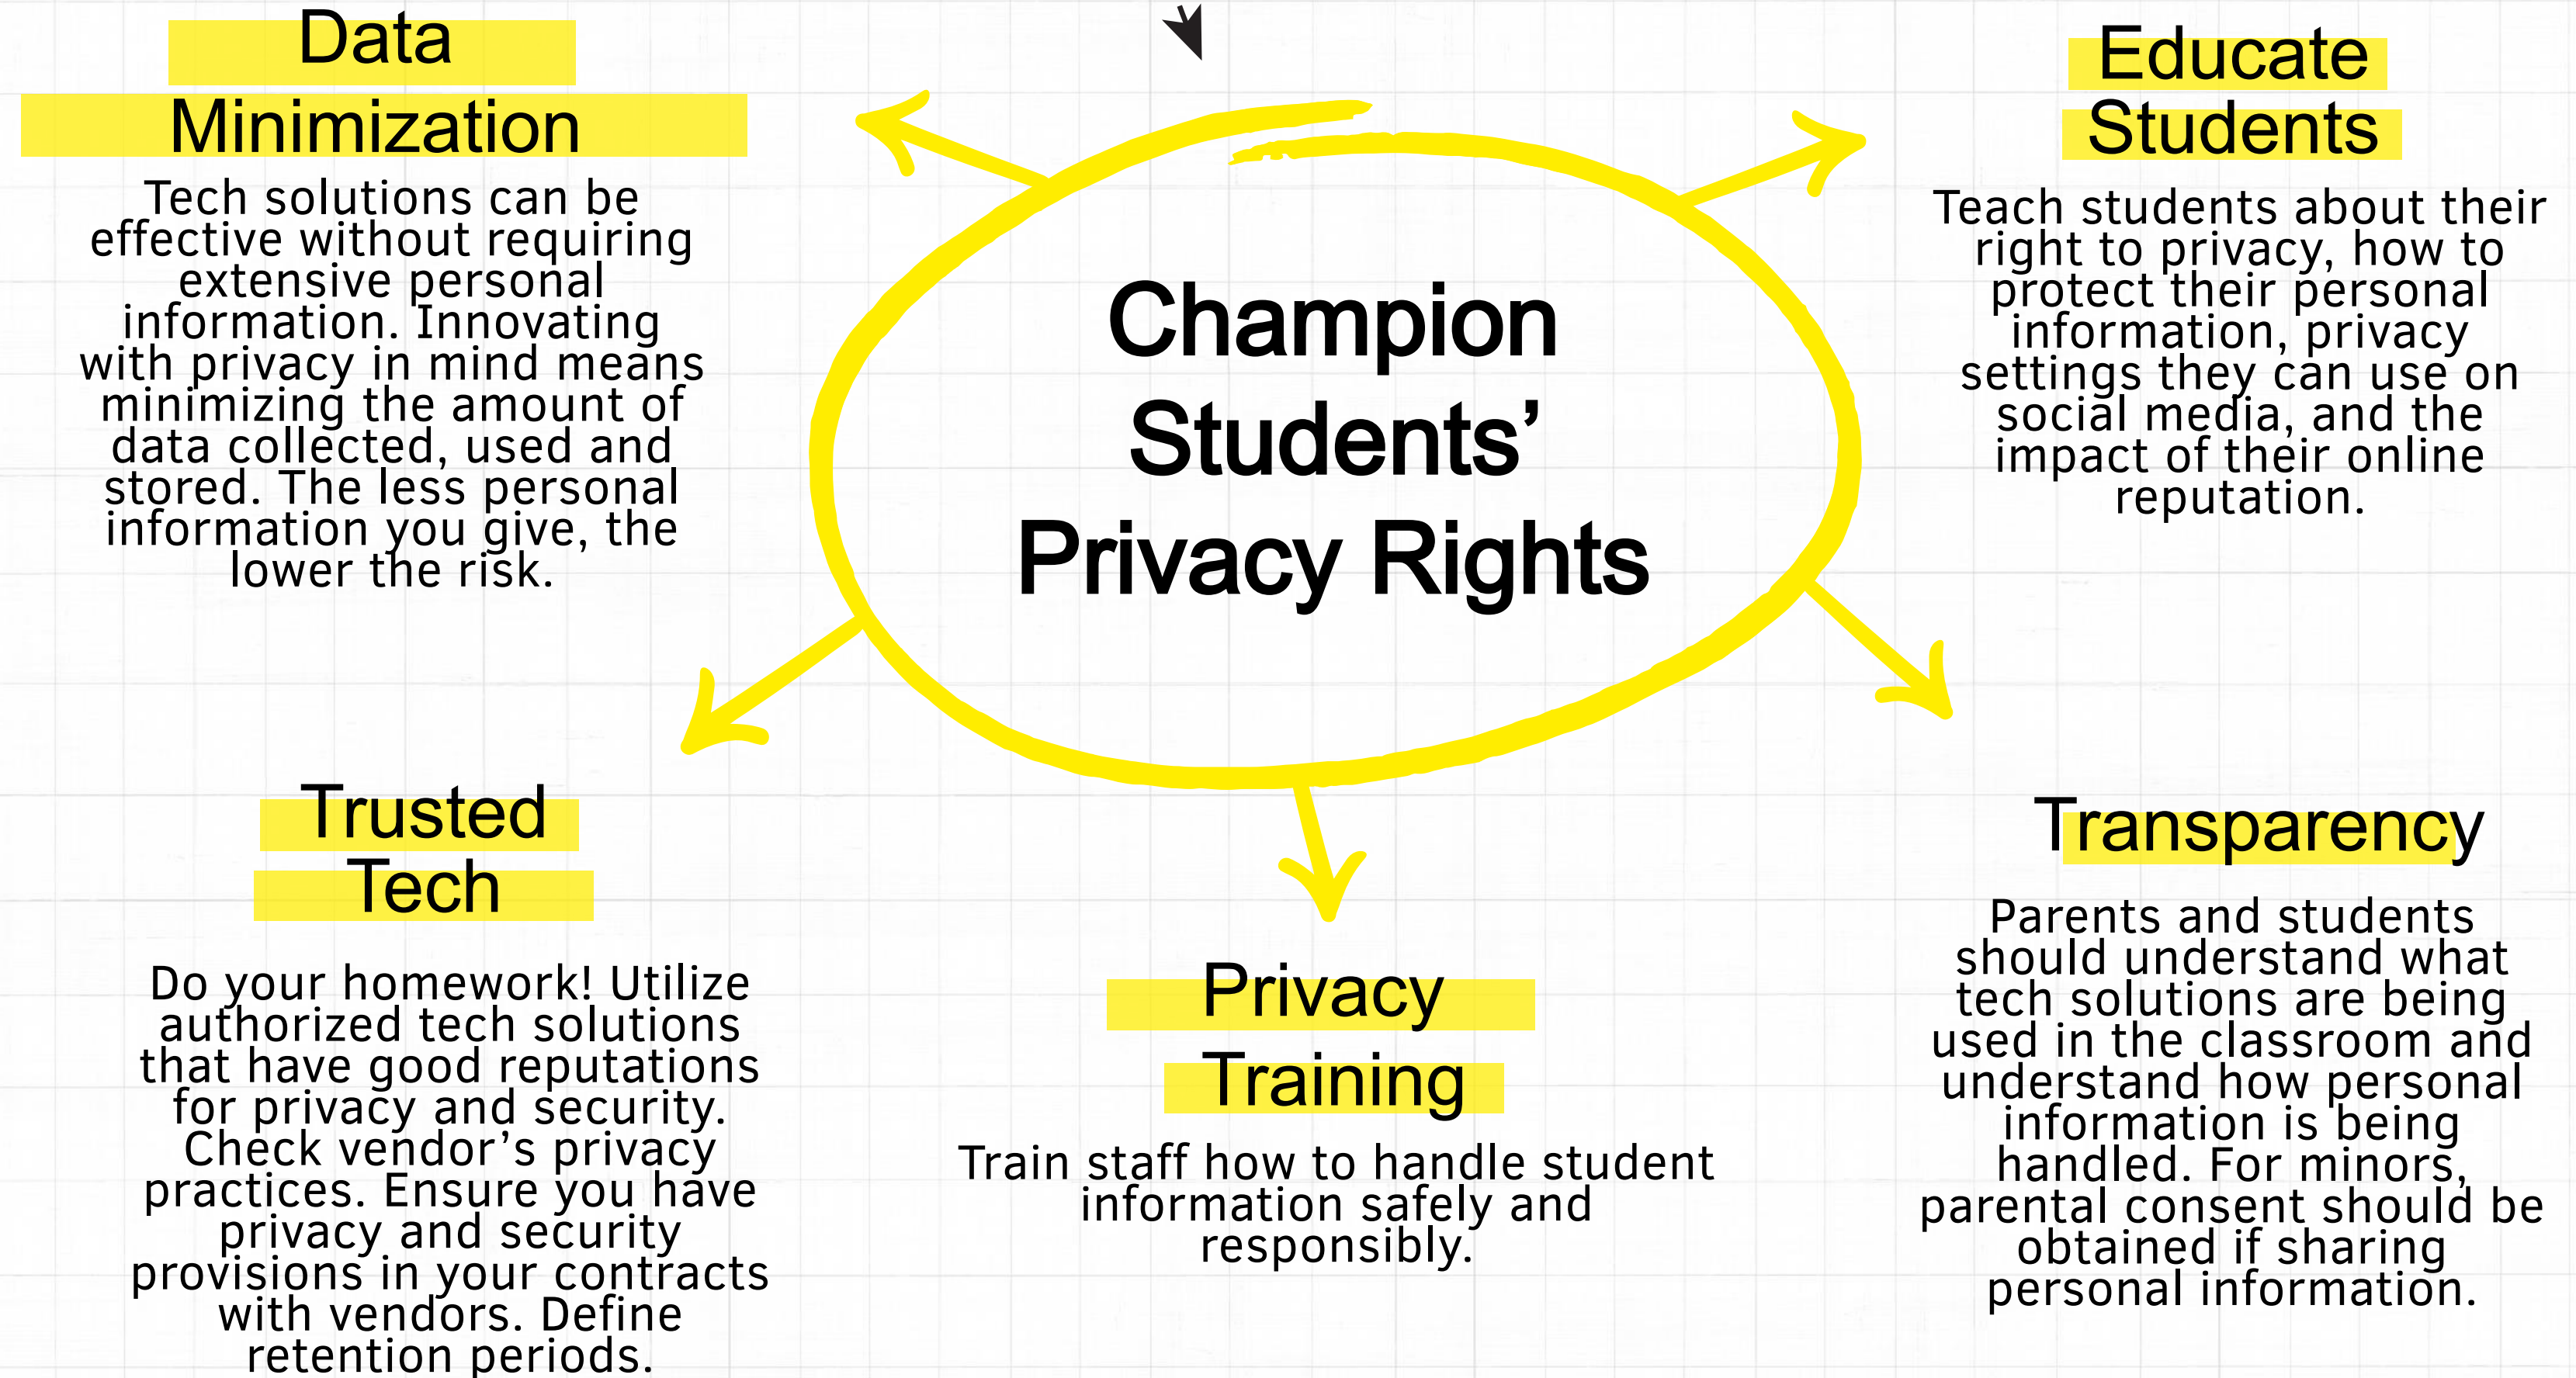 Data
Minimization
Tech solutions can be
effective without requiring
extensive personal
information. Innovating
with privacy in mind means
minimizing the amount of
data collected, used and
stored. The less personal
information you give, the
lower the risk.
Educate
Students
Teach students about their
right to privacy, how to
protect their personal
information, privacy
settings they can use on
social media, and the
impact of their online
reputation.
Champion
Students’
Privacy Rights
Trusted
Tech
Do your homework! Utilize
authorized tech solutions
that have good reputations
for privacy and security.
Check vendor’s privacy
practices. Ensure you have
privacy and security
provisions in your contracts
with vendors. Define
retention periods.
Privacy
Training
Train staff how to handle student
information safely and
responsibly.
Transparency
Parents and students
should understand what
tech solutions are being
used in the classroom and
understand how personal
information is being
handled. For minors,
parental consent should be
obtained if sharing
personal information.